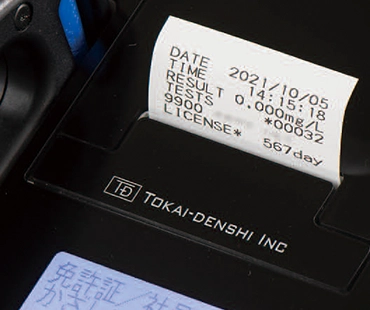 DATE 2021/10/05
TIME 14:15:18
RESULT 0.000mg/L
TESTS *00032
9900
LICENSE* 567day
TD TOKAI-DENSHI INC
免許証/